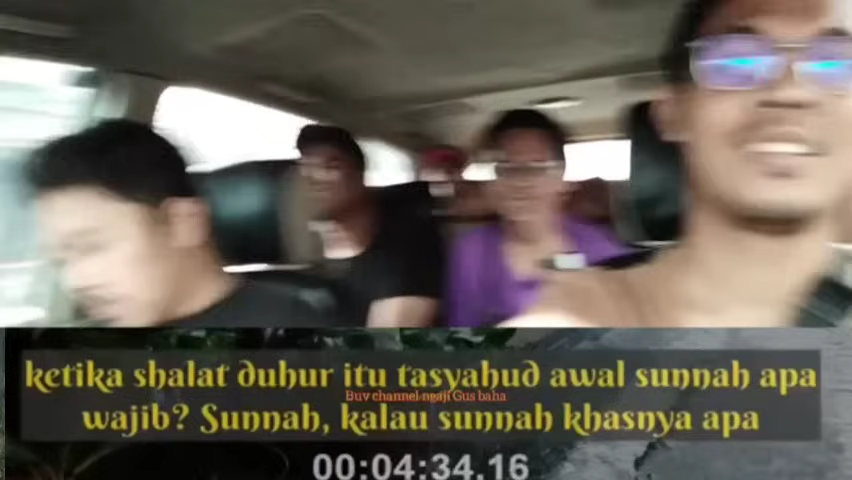 ketika shalat duhur itu tasyahud awal sunnah apa
Buv channel ngaji Gus baha
wajib? Sunnah, kalau sunnah khasnya apa
00:04:34.16